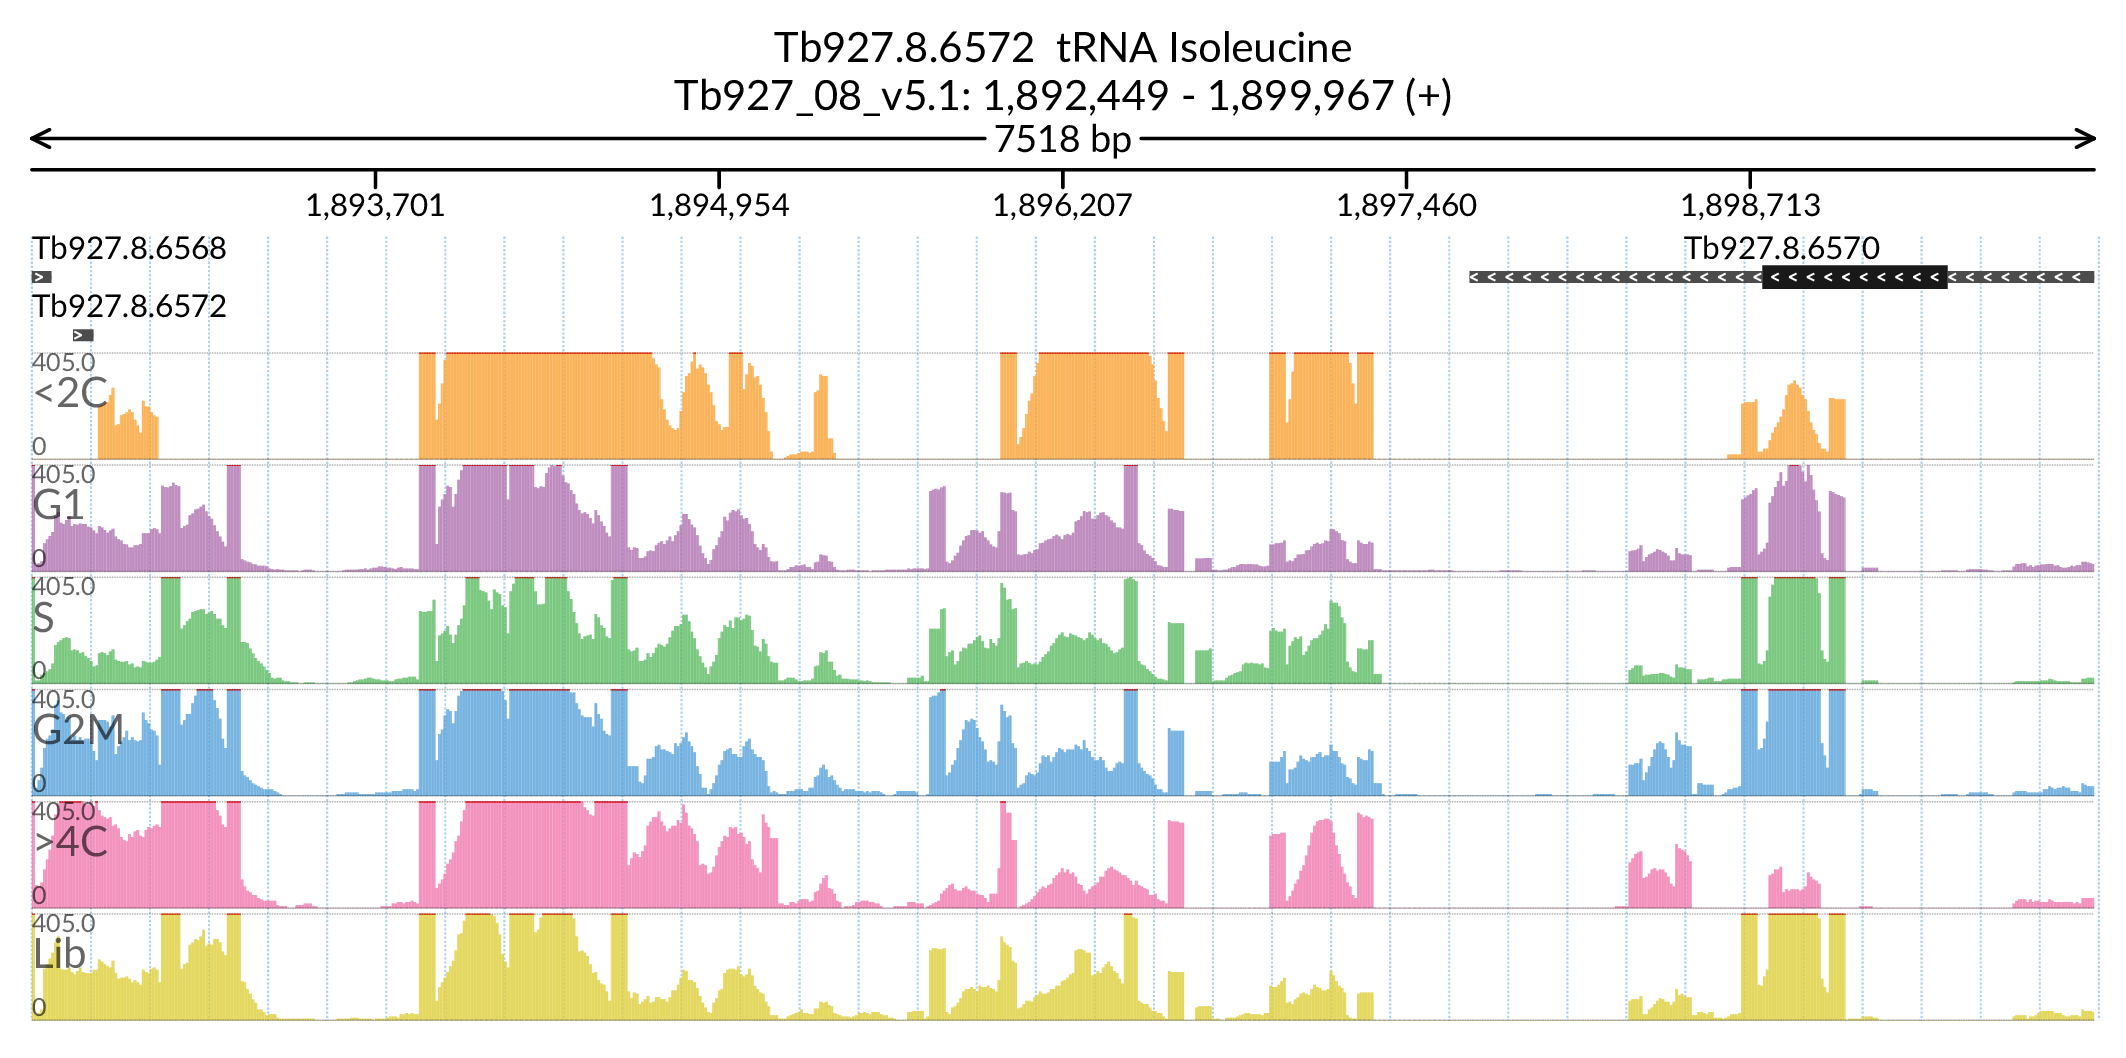 Tb927.8.6572 tRNA Isoleucine
Tb927_08_v5.1: 1,892,449 - 1,899,967 (+)
7518 bp
1,893,701 1,894,954 1,896,207 1,897,460 1,898,713
Tb927.8.6568 Tb927.8.6570
Tb927.8.6572
405.0
<2C
0
405.0
G1
0
405.0
S
0
405.0
G2M
0
405.0
>4C
0
405.0
Lib
0